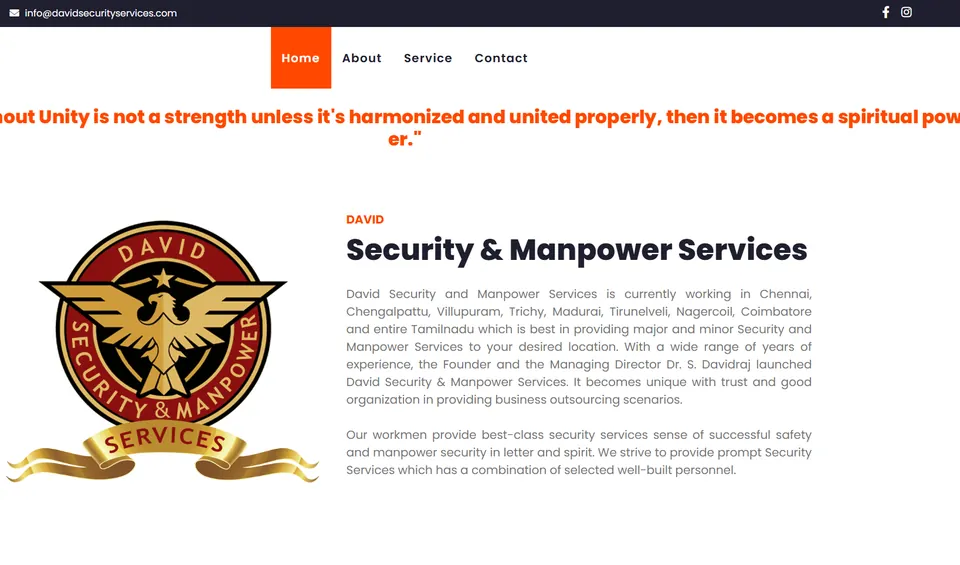 info@davidsecurityservices.com
Home About Service Contact
Unity is not a strength unless it's harmonized and united properly, then it becomes a spiritual pow
er."
DAVID
SECURITY & MANPOWER
SERVICES
DAVID
Security & Manpower Services
David Security and Manpower Services is currently working in Chennai,
Chengalpattu, Villupuram, Trichy, Madurai, Tirunelveli, Nagercoil, Coimbatore
and entire Tamilnadu which is best in providing major and minor Security and
Manpower Services to your desired location. With a wide range of years of
experience, the Founder and the Managing Director Dr. S. Davidraj launched
David Security & Manpower Services. It becomes unique with trust and good
organization in providing business outsourcing scenarios.
Our workmen provide best-class security services sense of successful safety
and manpower security in letter and spirit. We strive to provide prompt Security
Services which has a combination of selected well-built personnel.